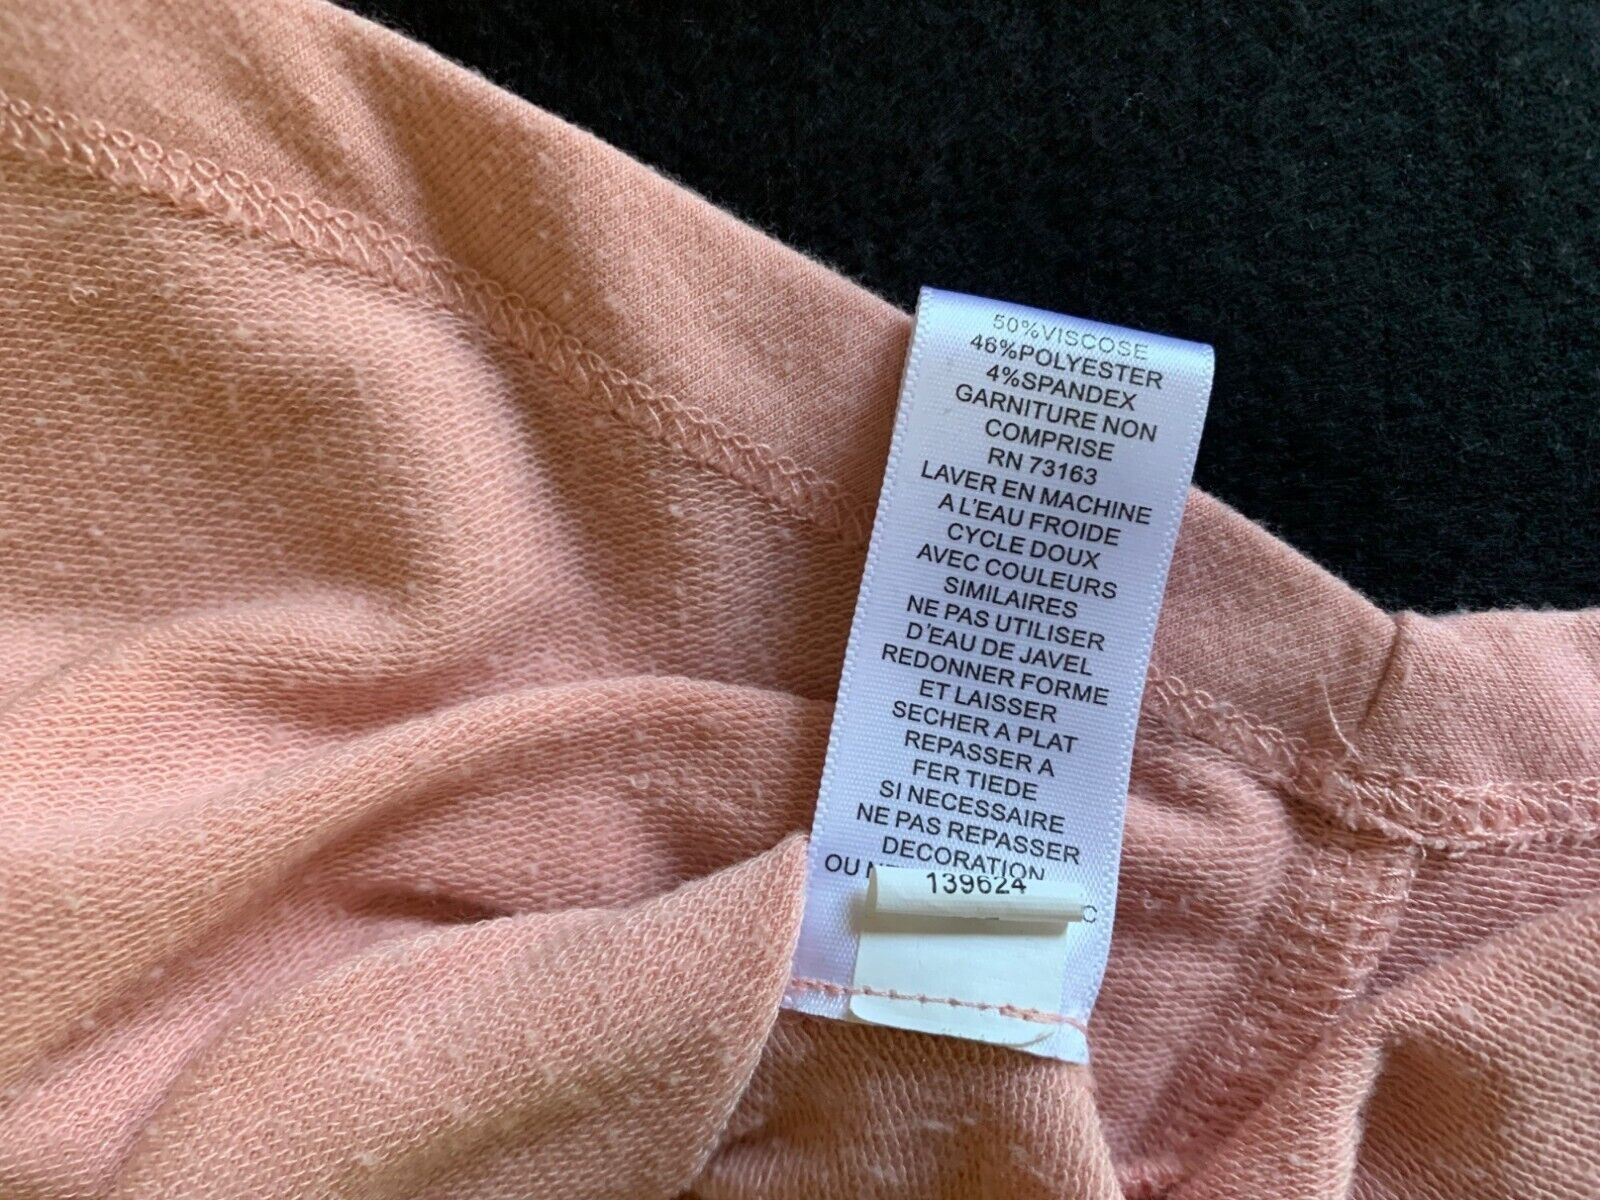 50%VISCOSE
46%POLYESTER
4%SPANDEX
GARNITURE NON
COMPRISE
RN 73163
LAVER EN MACHINE
A L'EAU FROIDE
CYCLE DOUX
AVEC COULEURS
SIMILAIRES
NE PAS UTILISER
D'EAU DE JAVEL
REDONNER FORME
ET LAISSER
SECHER A PLAT
REPASSER A
FER TIEDE
SI NECESSAIRE
NE PAS REPASSER
DECORATION
OU
139624
C